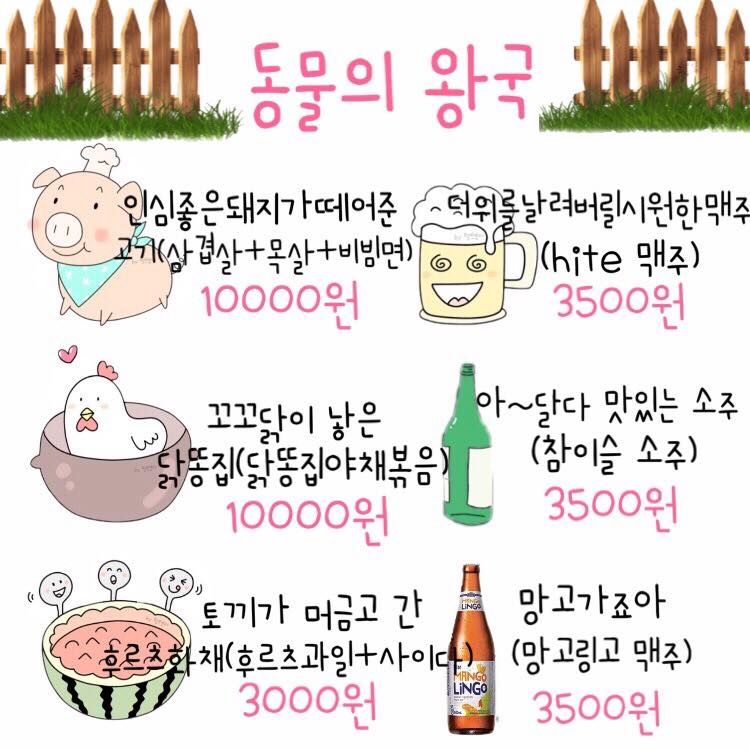 동물의 왕국
인심좋은돼지가떼어준
고기(삼겹살+목살+비빔면)
10000원
더위를날려버릴시원한맥주
(hite 맥주)
3500원
꼬꼬닭이 낳은
닭똥집(닭똥집야채볶음)
10000원
아~달다 맛있는 소주
(참이슬 소주)
3500원
토끼가 머금고 간
후르츠화채(후르츠과일+사이다)
3000원
망고가죠아
(망고링고 맥주)
3500원
MANGO
LiNGO
MANGO
LiNGO